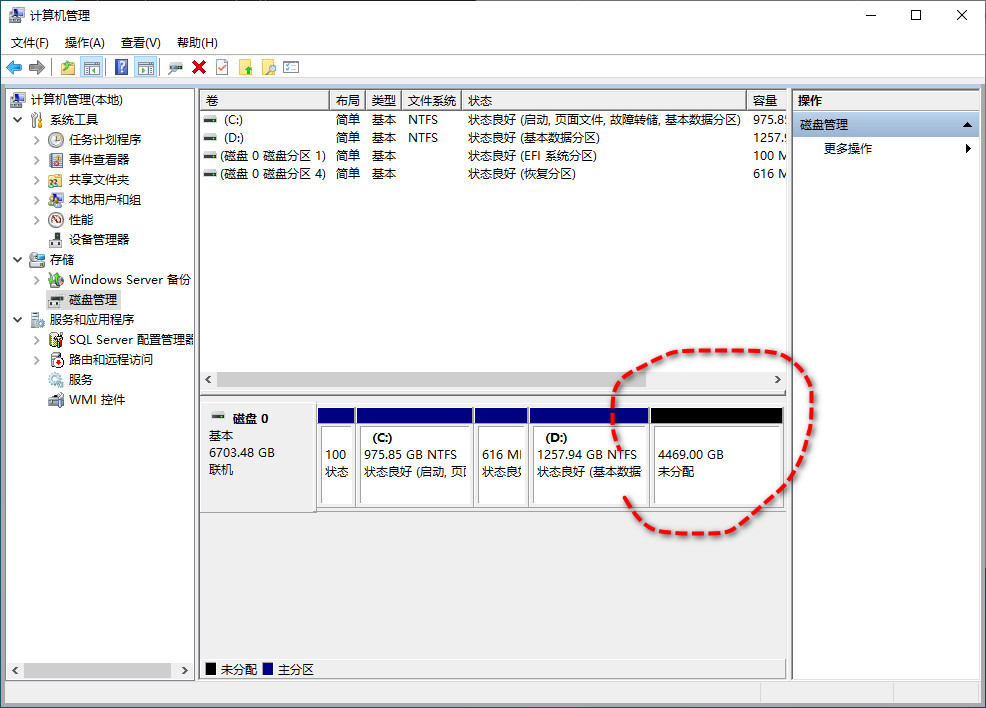 计算机管理
文件(F) 操作(A) 查看(V) 帮助(H)
计算机管理(本地)
系统工具
任务计划程序
事件查看器
共享文件夹
本地用户和组
性能
设备管理器
存储
Windows Server 备份
磁盘管理
服务和应用程序
SQL Server 配置管理器
路由和远程访问
服务
WMI 控件
卷 布局 类型 文件系统 状态 容量
(C:) 简单 基本 NTFS 状态良好 (启动, 页面文件, 故障转储, 基本数据分区) 975.8
(D:) 简单 基本 NTFS 状态良好 (基本数据分区) 1257.
(磁盘 0 磁盘分区 1) 简单 基本 状态良好 (EFI 系统分区) 100 M
(磁盘 0 磁盘分区 4) 简单 基本 状态良好 (恢复分区) 616 M
磁盘 0
基本
6703.48 GB
联机
100
状态
(C:)
975.85 GB NTFS
状态良好 (启动, 页
616 M
状态良
(D:)
1257.94 GB NTFS
状态良好 (基本数据
4469.00 GB
未分配
未分配 主分区
操作
磁盘管理
更多操作